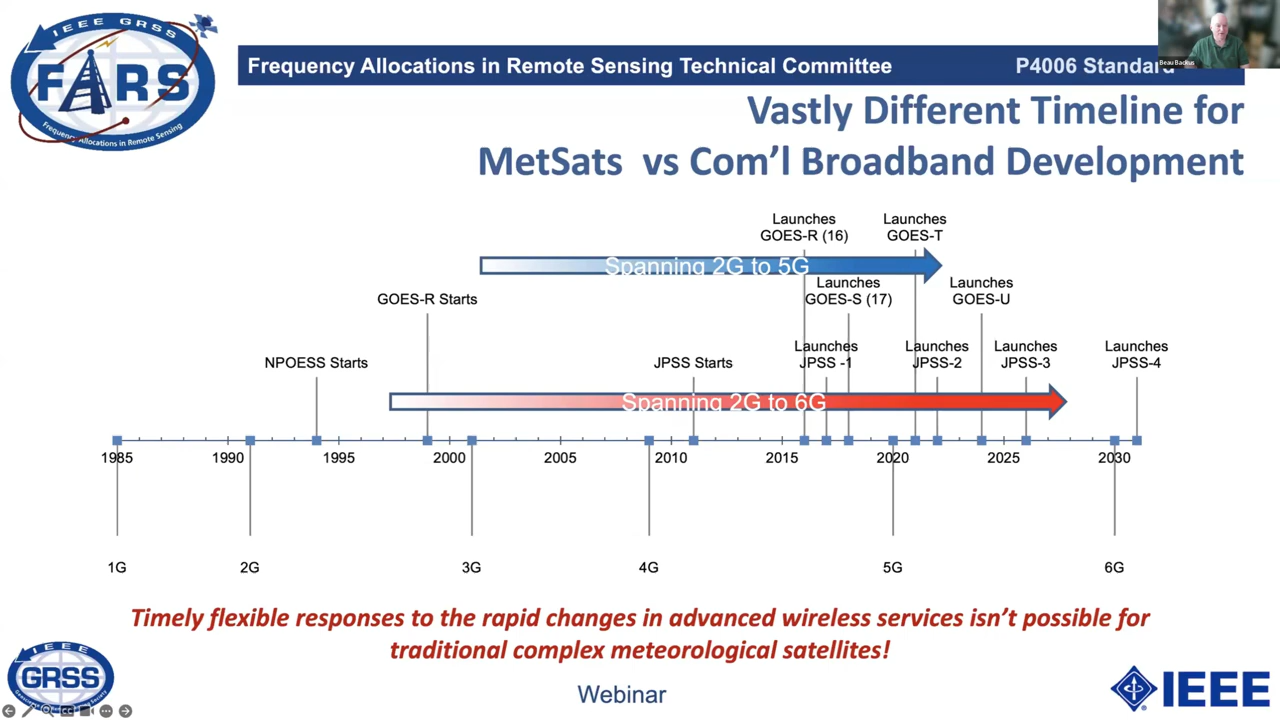 IEEE GRSS
FARS
Frequency Allocations in Remote Sensing
Frequency Allocations in Remote Sensing Technical Committee
P4006 Standard
Beau Backus
Vastly Different Timeline for
MetSats vs Com’l Broadband Development
Launches
GOES-R (16)
Launches
GOES-T
Spanning 2G to 5G
Launches
GOES-S (17)
Launches
GOES-U
GOES-R Starts
NPOESS Starts
JPSS Starts
Launches
JPSS -1
Launches
JPSS-2
Launches
JPSS-3
Launches
JPSS-4
Spanning 2G to 6G
1985 1990 1995 2000 2005 2010 2015 2020 2025 2030
1G 2G 3G 4G 5G 6G
Timely flexible responses to the rapid changes in advanced wireless services isn’t possible for
traditional complex meteorological satellites!
IEEE
GRSS
Webinar
IEEE